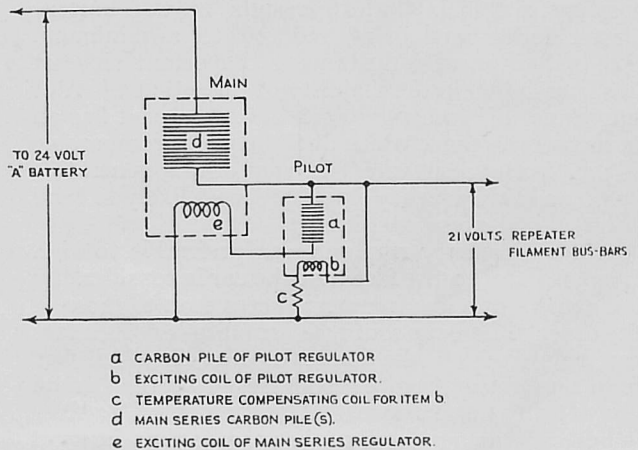 MAIN
d
TO 24 VOLT
"A" BATTERY
PILOT
a
e
b
c
21 VOLTS REPEATER
FILAMENT BUS-BARS
a CARBON PILE OF PILOT REGULATOR
b EXCITING COIL OF PILOT REGULATOR.
c TEMPERATURE COMPENSATING COIL FOR ITEM b
d MAIN SERIES CARBON PILE(S).
e EXCITING COIL OF MAIN SERIES REGULATOR.